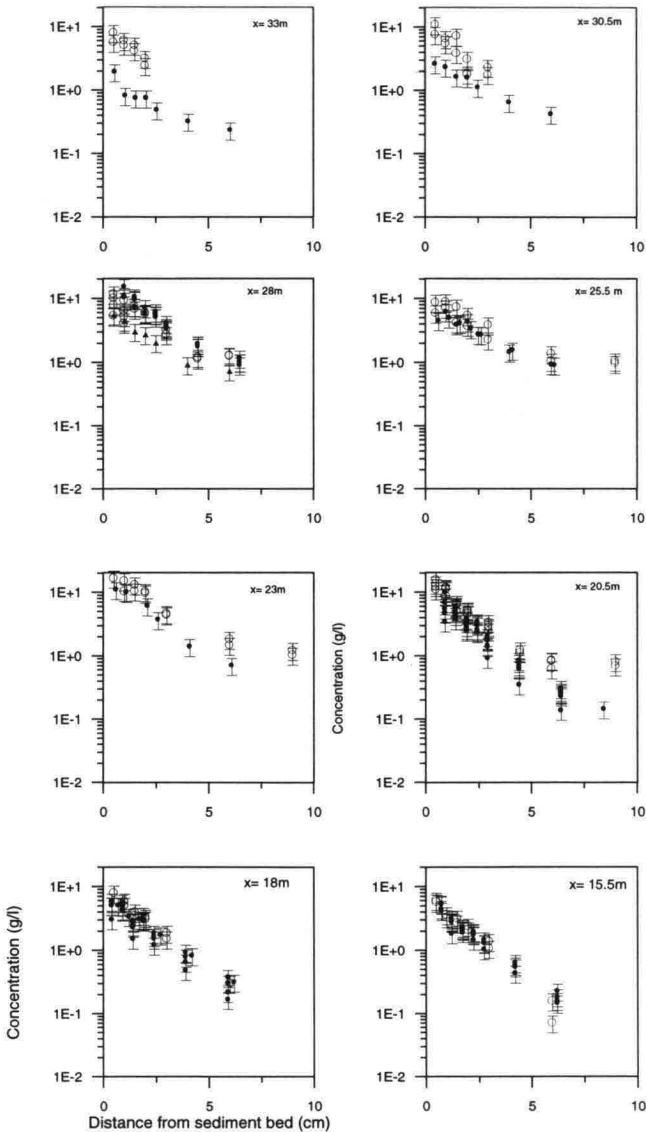 x= 33m
1E+1
1E+0
1E-1
1E-2
0 5 10
x= 30.5m
1E+1
1E+0
1E-1
1E-2
0 5 10
x= 28m
1E+1
1E+0
1E-1
1E-2
0 5 10
x= 25.5 m
1E+1
1E+0
1E-1
1E-2
0 5 10
x= 23m
1E+1
1E+0
1E-1
1E-2
0 5 10
x= 20.5m
Concentration (g/l)
1E+1
1E+0
1E-1
1E-2
0 5 10
x= 18m
Concentration (g/l)
1E+1
1E+0
1E-1
1E-2
0 5 10
Distance from sediment bed (cm)
x= 15.5m
1E+1
1E+0
1E-1
1E-2
0 5 10